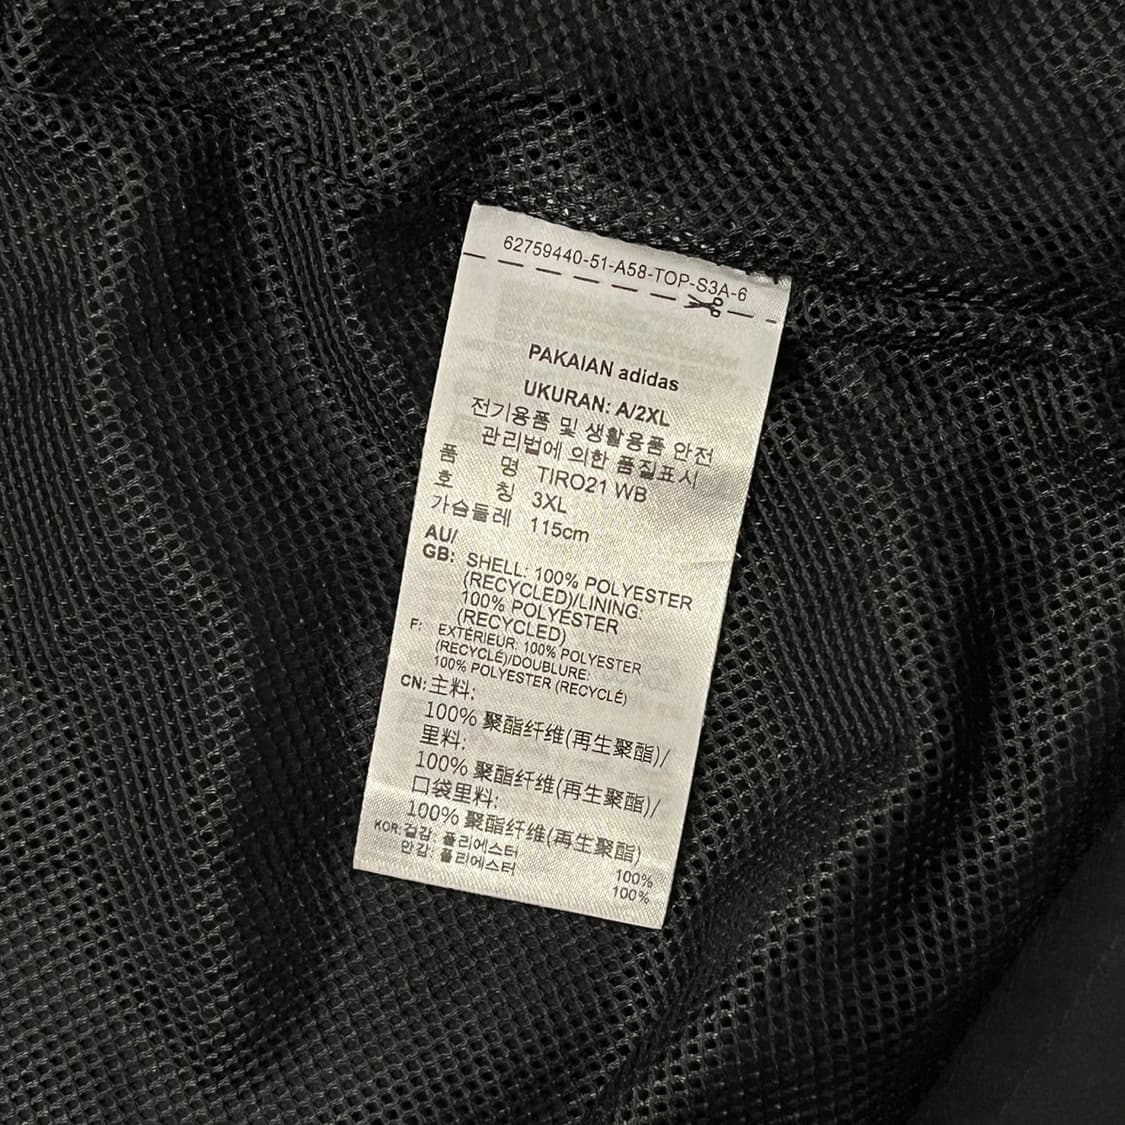 62759440-51-A58-TOP-S3A-6
PAKAIAN adidas
UKURAN: A/2XL
전기용품 및 생활용품 안전
관리법에 의한 품질표시
품 명 TIRO21 WB
호 칭 3XL
가슴둘레 115cm
AU/
GB: SHELL: 100% POLYESTER
(RECYCLED)/LINING:
100% POLYESTER
(RECYCLED)
F: EXTÉRIEUR: 100% POLYESTER
(RECYCLÉ)/DOUBLURE:
100% POLYESTER (RECYCLÉ)
CN: 主料:
100% 聚酯纤维(再生聚酯)/
里料:
100% 聚酯纤维(再生聚酯)/
口袋里料:
100% 聚酯纤维(再生聚酯)
KOR: 겉감: 폴리에스터 100%
안감: 폴리에스터 100%